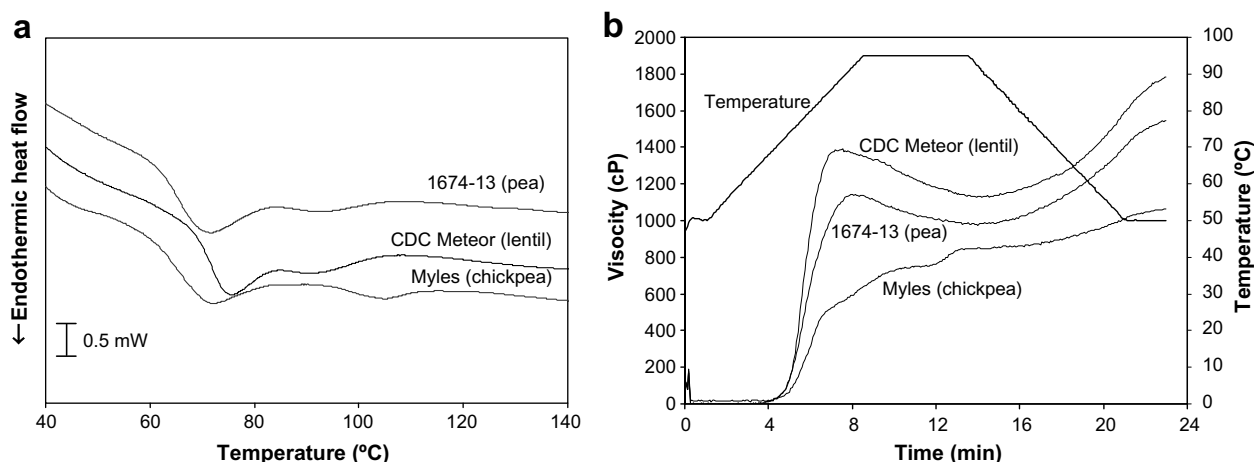 a
← Endothermic heat flow
1674-13 (pea)
CDC Meteor (lentil)
Myles (chickpea)
0.5 mW
40 60 80 100 120 140
Temperature (ºC)
b
Visocity (cP)
2000
1800
1600
1400
1200
1000
800
600
400
200
0
Temperature
CDC Meteor (lentil)
1674-13 (pea)
Myles (chickpea)
100
90
80
70
60
50
40
30
20
10
0
Temperature (ºC)
0 4 8 12 16 20 24
Time (min)